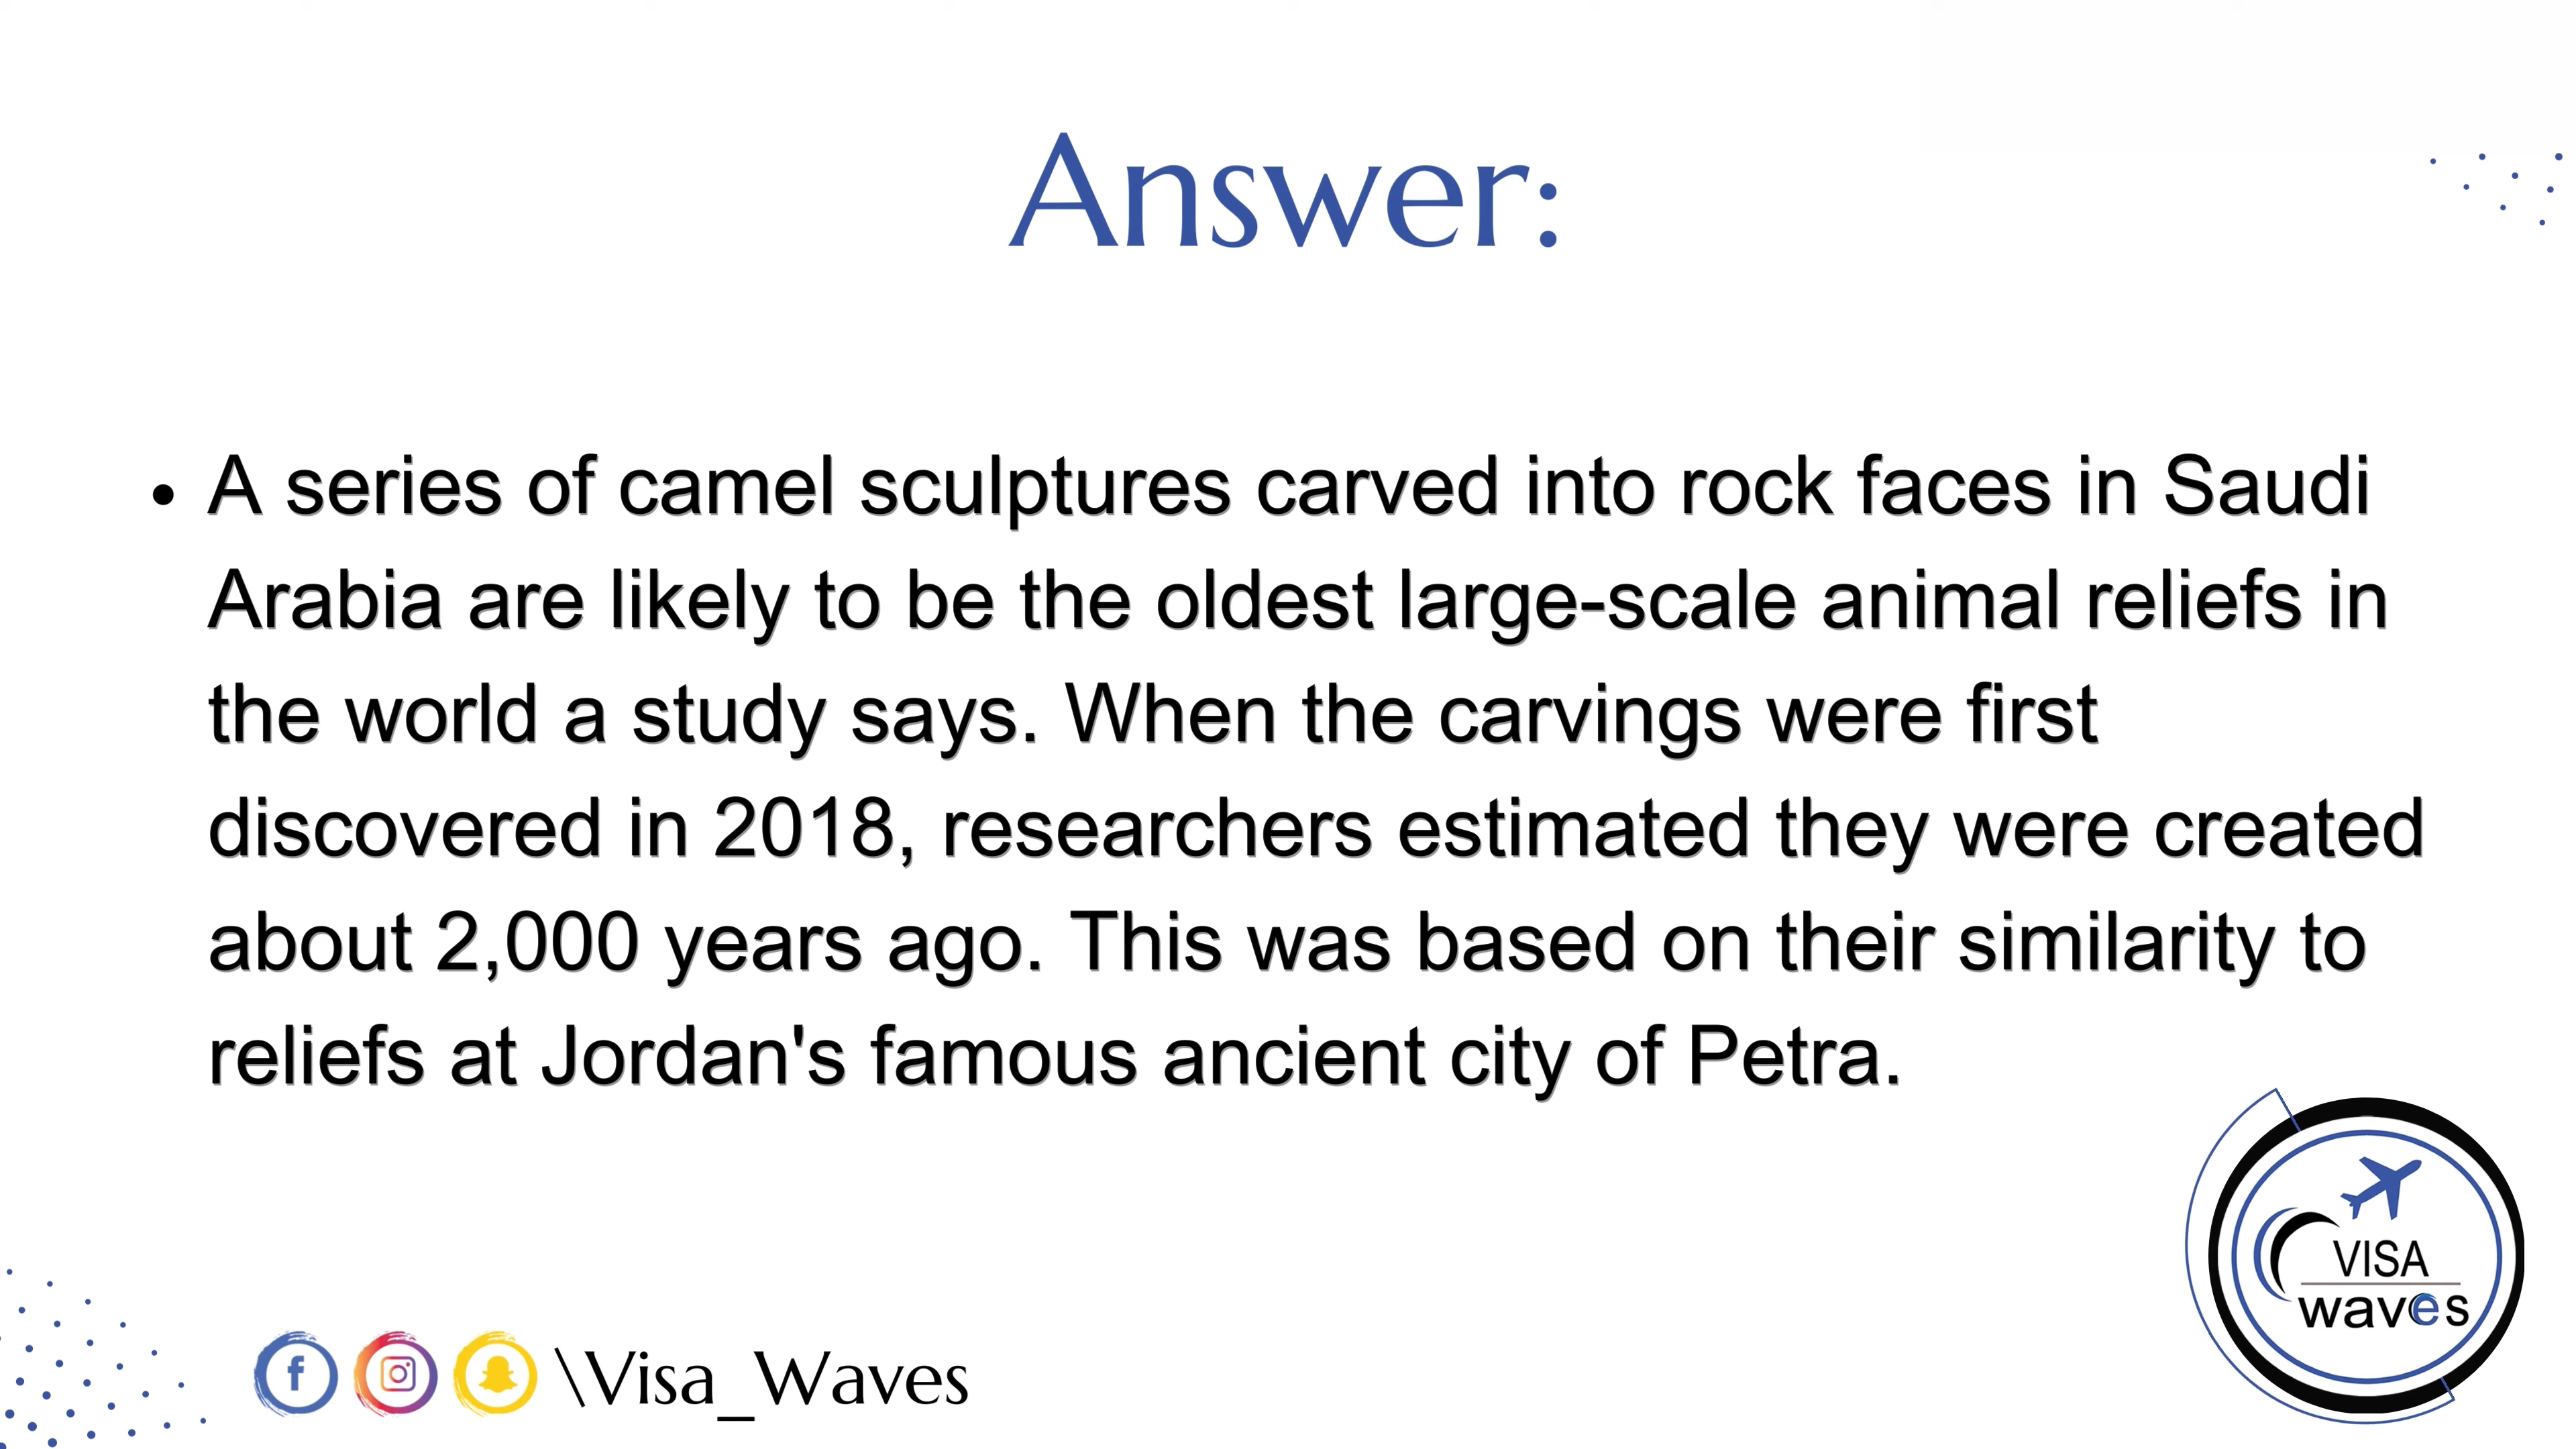 Answer:
• A series of camel sculptures carved into rock faces in Saudi
Arabia are likely to be the oldest large-scale animal reliefs in
the world a study says. When the carvings were first
discovered in 2018, researchers estimated they were created
about 2,000 years ago. This was based on their similarity to
reliefs at Jordan's famous ancient city of Petra.
VISA
waves
\Visa_Waves